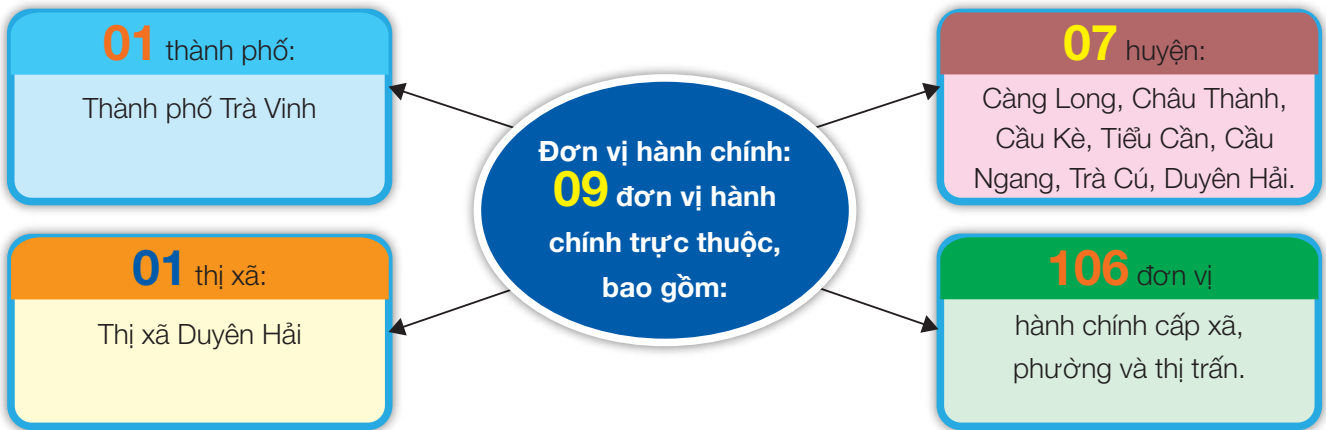 01 thành phố:
Thành phố Trà Vinh
07 huyện:
Càng Long, Châu Thành,
Cầu Kè, Tiểu Cần, Cầu
Ngang, Trà Cú, Duyên Hải.
Đơn vị hành chính:
09 đơn vị hành
chính trực thuộc,
bao gồm:
01 thị xã:
Thị xã Duyên Hải
106 đơn vị
hành chính cấp xã,
phường và thị trấn.